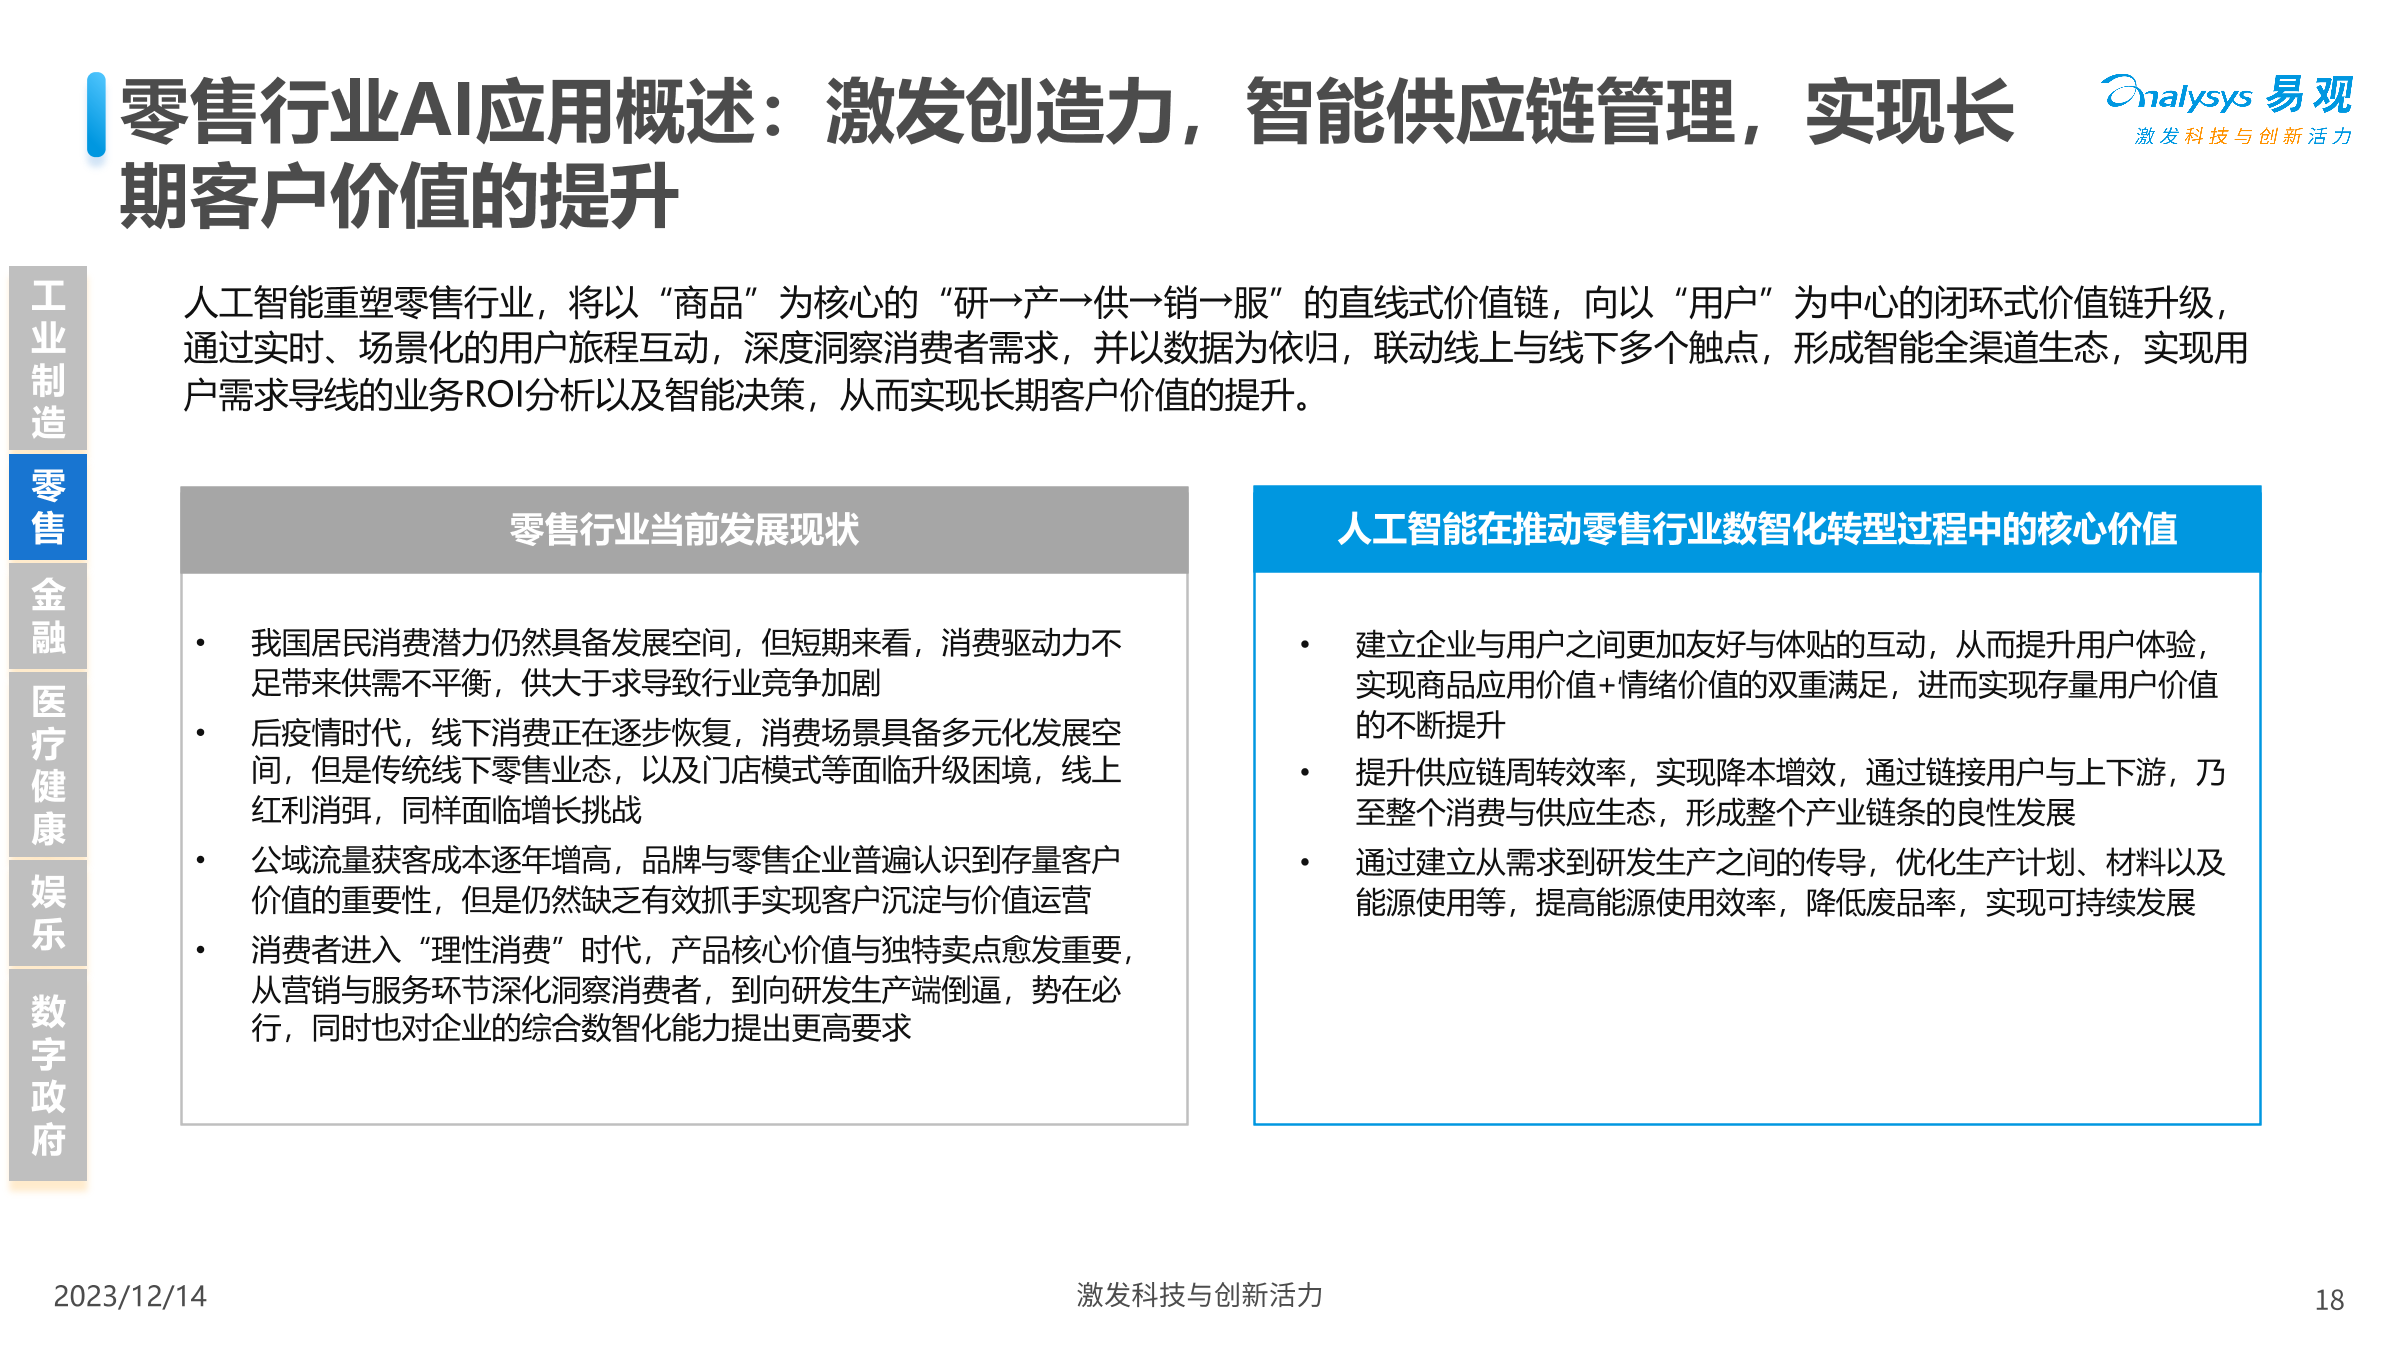 零售行业AI应用概述：激发创造力，智能供应链管理，实现长
期客户价值的提升
analysys 易观
激发科技与创新活力
工业制造
零售
金融
医疗健康
娱乐
数字政府
人工智能重塑零售行业，将以“商品”为核心的“研→产→供→销→服”的直线式价值链，向以“用户”为中心的闭环式价值链升级，
通过实时、场景化的用户旅程互动，深度洞察消费者需求，并以数据为依归，联动线上与线下多个触点，形成智能全渠道生态，实现用
户需求导线的业务ROI分析以及智能决策，从而实现长期客户价值的提升。
零售行业当前发展现状
• 我国居民消费潜力仍然具备发展空间，但短期来看，消费驱动力不
足带来供需不平衡，供大于求导致行业竞争加剧
• 后疫情时代，线下消费正在逐步恢复，消费场景具备多元化发展空
间，但是传统线下零售业态，以及门店模式等面临升级困境，线上
红利消弭，同样面临增长挑战
• 公域流量获客成本逐年增高，品牌与零售企业普遍认识到存量客户
价值的重要性，但是仍然缺乏有效抓手实现客户沉淀与价值运营
• 消费者进入“理性消费”时代，产品核心价值与独特卖点愈发重要，
从营销与服务环节深化洞察消费者，到向研发生产端倒逼，势在必
行，同时也对企业的综合数智化能力提出更高要求
人工智能在推动零售行业数智化转型过程中的核心价值
• 建立企业与用户之间更加友好与体贴的互动，从而提升用户体验，
实现商品应用价值+情绪价值的双重满足，进而实现存量用户价值
的不断提升
• 提升供应链周转效率，实现降本增效，通过链接用户与上下游，乃
至整个消费与供应生态，形成整个产业链条的良性发展
• 通过建立从需求到研发生产之间的传导，优化生产计划、材料以及
能源使用等，提高能源使用效率，降低废品率，实现可持续发展
2023/12/14
激发科技与创新活力
18